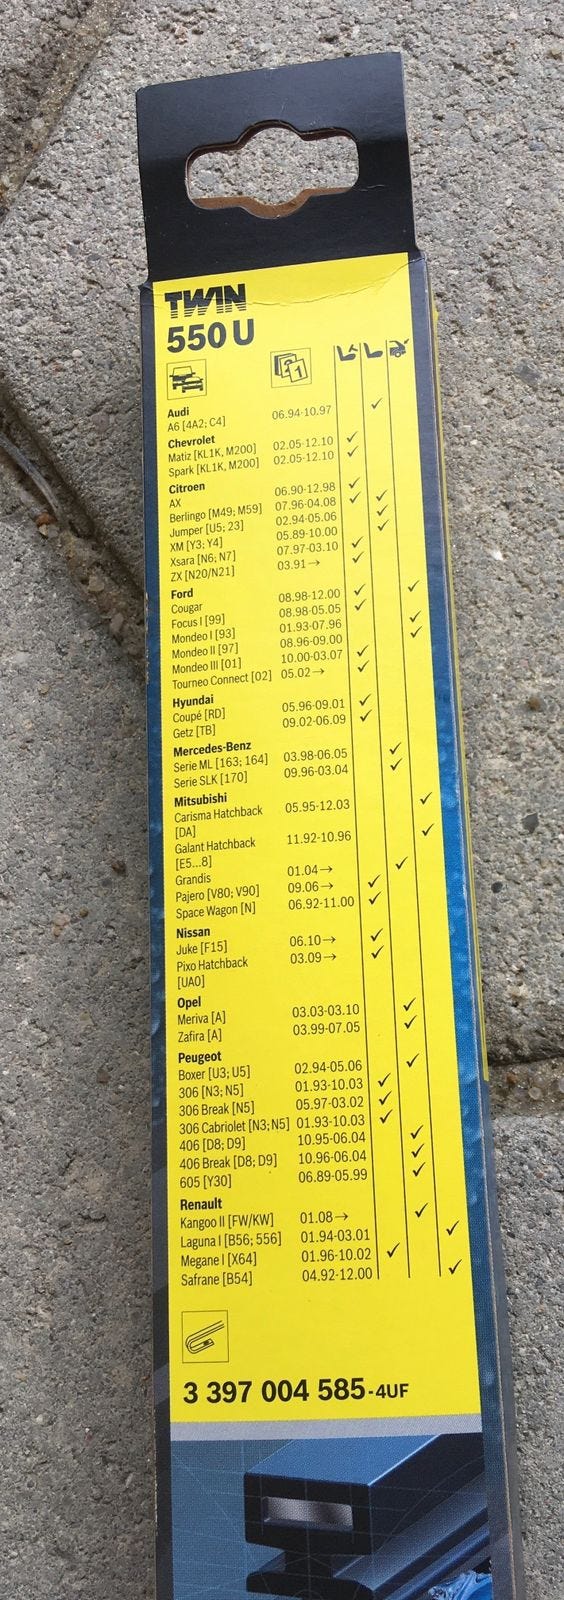 TWIN
550 U
1
Audi
A6 [4A2; C4] 06.94-10.97 ✓
Chevrolet
Matiz [KL1K, M200] 02.05-12.10 ✓
Spark [KL1K, M200] 02.05-12.10 ✓
Citroen
AX 06.90-12.98 ✓
Berlingo [M49; M59] 07.96-04.08 ✓ ✓
Jumper [U5; 23] 02.94-05.06 ✓
XM [Y3; Y4] 05.89-10.00 ✓
Xsara [N6; N7] 07.97-03.10 ✓
ZX [N20/N21] 03.91→ ✓
Ford
Cougar 08.98-12.00 ✓ ✓
Focus I [99] 08.98-05.05 ✓
Mondeo I [93] 01.93-07.96 ✓
Mondeo II [97] 08.96-09.00 ✓
Mondeo III [01] 10.00-03.07 ✓
Tourneo Connect [02] 05.02→ ✓
Hyundai
Coupé [RD] 05.96-09.01 ✓
Getz [TB] 09.02-06.09 ✓
Mercedes-Benz
Serie ML [163; 164] 03.98-06.05 ✓
Serie SLK [170] 09.96-03.04 ✓
Mitsubishi
Carisma Hatchback 05.95-12.03 ✓
[DA]
Galant Hatchback 11.92-10.96 ✓
[E5...8]
Grandis 01.04→ ✓
Pajero [V80; V90] 09.06→ ✓
Space Wagon [N] 06.92-11.00 ✓
Nissan
Juke [F15] 06.10→ ✓
Pixo Hatchback 03.09→ ✓
[UA0]
Opel
Meriva [A] 03.03-03.10 ✓
Zafira [A] 03.99-07.05 ✓
Peugeot
Boxer [U3; U5] 02.94-05.06 ✓
306 [N3; N5] 01.93-10.03 ✓
306 Break [N5] 05.97-03.02 ✓
306 Cabriolet [N3; N5] 01.93-10.03 ✓
406 [D8; D9] 10.95-06.04 ✓
406 Break [D8; D9] 10.96-06.04 ✓
605 [Y30] 06.89-05.99 ✓
Renault
Kangoo II [FW/KW] 01.08→ ✓
Laguna I [B56; 556] 01.94-03.01 ✓
Megane I [X64] 01.96-10.02 ✓
Safrane [B54] 04.92-12.00 ✓
3 397 004 585-4UF